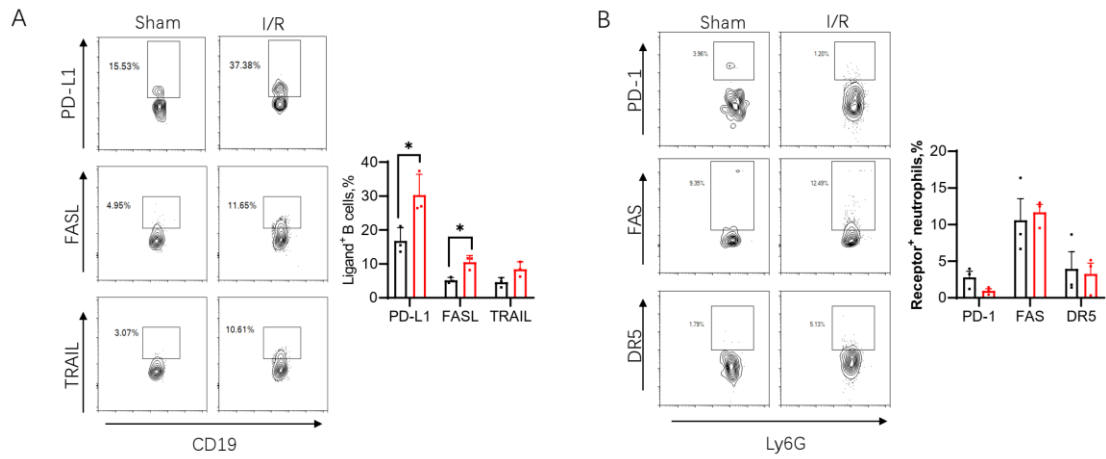 A
Sham
I/R
PD-L1
15.53%
37.38%
FASL
4.95%
11.65%
TRAIL
3.07%
10.61%
CD19
Ligand+ B cells,%
40
30
20
10
0
*
*
PD-L1
FASL
TRAIL
B
Sham
I/R
PD-1
3.96%
1.20%
FAS
9.35%
12.49%
DR5
1.79%
5.13%
Ly6G
Receptor+ neutrophils,%
20
15
10
5
0
PD-1
FAS
DR5